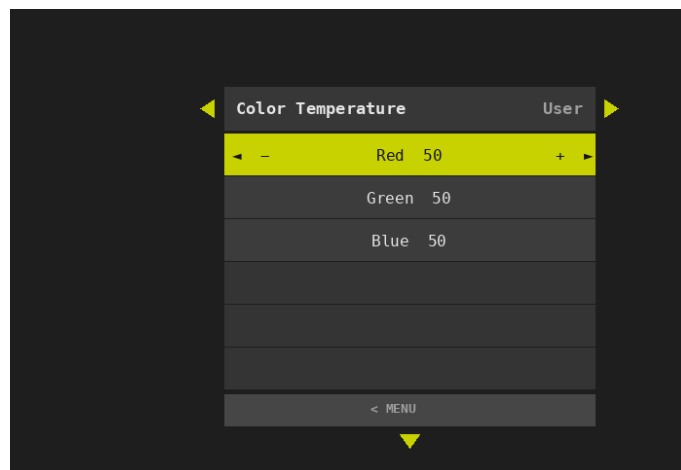 Color Temperature User
◄ – Red 50 + ►
Green 50
Blue 50
< MENU